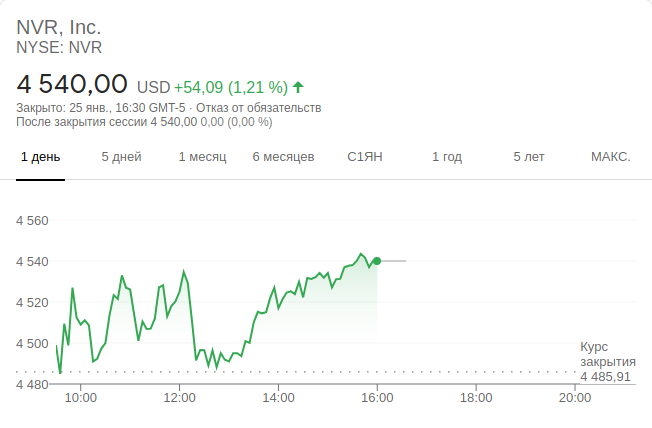 NVR, Inc.
NYSE: NVR
4 540,00 USD +54,09 (1,21 %)
Закрыто: 25 янв., 16:30 GMT-5 · Отказ от обязательств
После закрытия сессии 4 540,00 0,00 (0,00 %)
1 день 5 дней 1 месяц 6 месяцев С1ЯН 1 год 5 лет МАКС.
4 560
4 540
4 520
4 500
4 480
Курс
закрытия
4 485,91
10:00 12:00 14:00 16:00 18:00 20:00